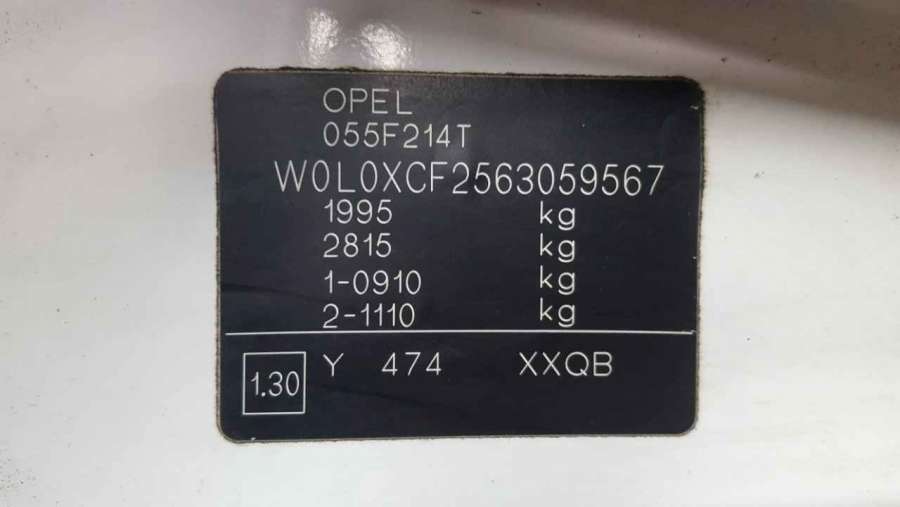 OPEL
055F214T
W0L0XCF2563059567
1995 kg
2815 kg
1-0910 kg
2-1110 kg
1.30 Y 474 XXQB